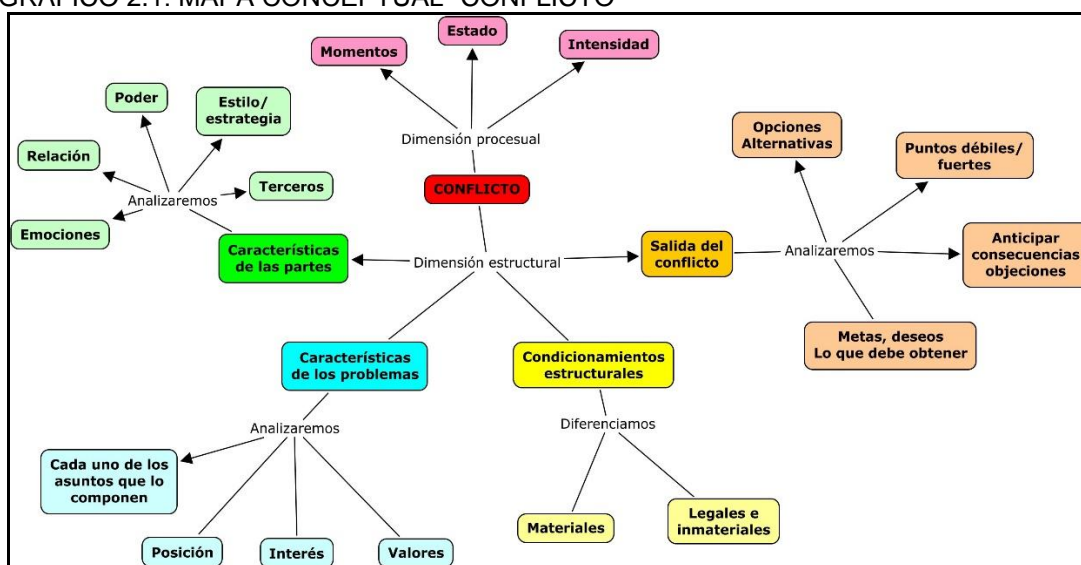 GRÁFICO 2.1. MAPA CONCEPTUAL "CONFLICTO"
Estado
Momentos
Intensidad
Dimensión procesual
CONFLICTO
Dimensión estructural
Poder
Estilo/
estrategia
Relación
Analizaremos
Terceros
Emociones
Características
de las partes
Salida del
conflicto
Analizaremos
Opciones
Alternativas
Puntos débiles/
fuertes
Anticipar
consecuencias
objeciones
Metas, deseos
Lo que debe obtener
Características
de los problemas
Analizaremos
Cada uno de los
asuntos que lo
componen
Posición
Interés
Valores
Condicionamientos
estructurales
Diferenciamos
Materiales
Legales e
inmateriales